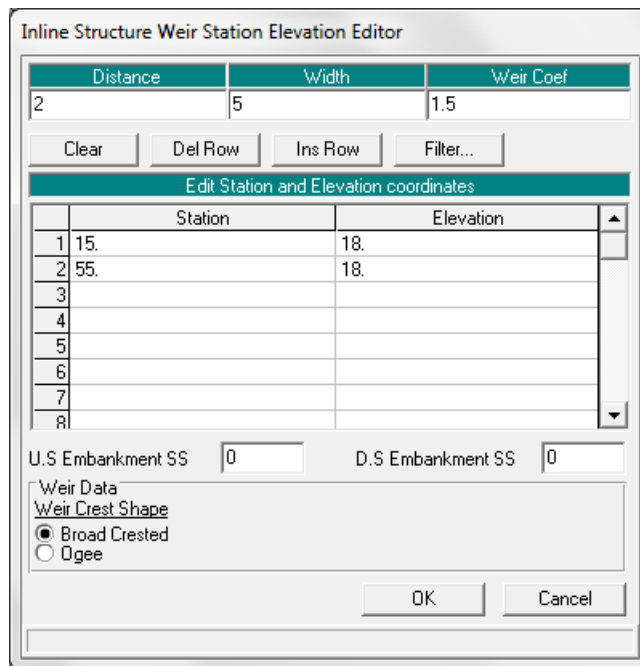 Inline Structure Weir Station Elevation Editor
Distance Width Weir Coef
2 5 1.5
Clear Del Row Ins Row Filter...
Edit Station and Elevation coordinates
Station Elevation
1 15. 18.
2 55. 18.
3
4
5
6
7
8
U.S Embankment SS 0 D.S Embankment SS 0
Weir Data
Weir Crest Shape
Broad Crested
Ogee
OK Cancel